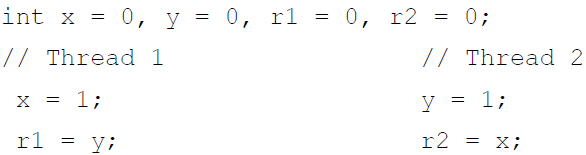 int x = 0, y = 0, r1 = 0, r2 = 0;
// Thread 1 // Thread 2
x = 1; y = 1;
r1 = y; r2 = x;